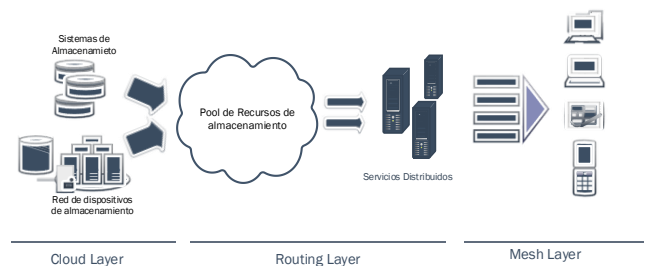 Sistemas de
Almacenamieto
Pool de Recursos de
almacenamiento
Servicios Distribuidos
Red de dispositivos
de almacenamiento
Cloud Layer
Routing Layer
Mesh Layer